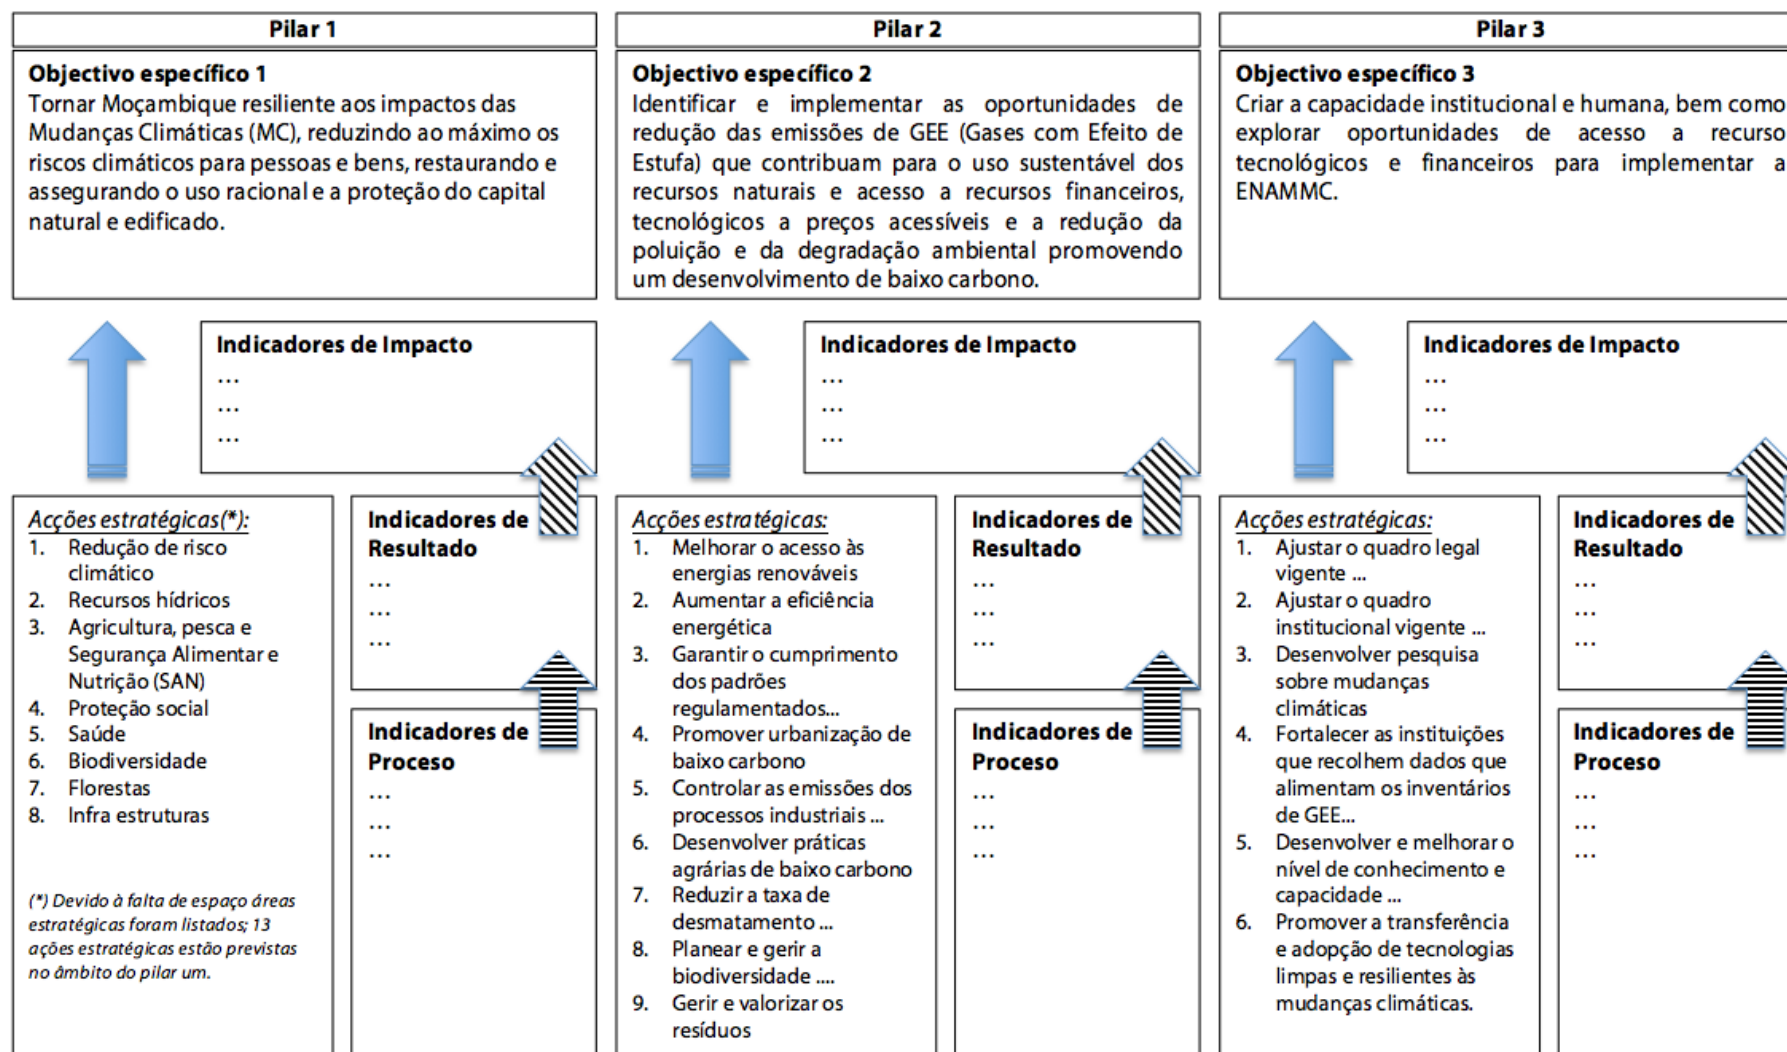 Pilar 1
Objectivo específico 1
Tornar Moçambique resiliente aos impactos das
Mudanças Climáticas (MC), reduzindo ao máximo os
riscos climáticos para pessoas e bens, restaurando e
assegurando o uso racional e a proteção do capital
natural e edificado.
Indicadores de Impacto
...
...
...
Acções estratégicas(*):
1. Redução de risco
climático
2. Recursos hídricos
3. Agricultura, pesca e
Segurança Alimentar e
Nutrição (SAN)
4. Proteção social
5. Saúde
6. Biodiversidade
7. Florestas
8. Infra estruturas
(*) Devido à falta de espaço áreas
estratégicas foram listados; 13
ações estratégicas estão previstas
no âmbito do pilar um.
Indicadores de
Resultado
...
...
...
Indicadores de
Proceso
...
...
...
Pilar 2
Objectivo específico 2
Identificar e implementar as oportunidades de
redução das emissões de GEE (Gases com Efeito de
Estufa) que contribuam para o uso sustentável dos
recursos naturais e acesso a recursos financeiros,
tecnológicos a preços acessíveis e a redução da
poluição e da degradação ambiental promovendo
um desenvolvimento de baixo carbono.
Indicadores de Impacto
...
...
...
Acções estratégicas:
1. Melhorar o acesso às
energias renováveis
2. Aumentar a eficiência
energética
3. Garantir o cumprimento
dos padrões
regulamentados...
4. Promover urbanização de
baixo carbono
5. Controlar as emissões dos
processos industriais ...
6. Desenvolver práticas
agrárias de baixo carbono
7. Reduzir a taxa de
desmatamento ...
8. Planear e gerir a
biodiversidade ....
9. Gerir e valorizar os
resíduos
Indicadores de
Resultado
...
...
...
Indicadores de
Proceso
...
...
...
Pilar 3
Objectivo específico 3
Criar a capacidade institucional e humana, bem como
explorar oportunidades de acesso a recurso
tecnológicos e financeiros para implementar a
ENAMMC.
Indicadores de Impacto
...
...
...
Acções estratégicas:
1. Ajustar o quadro legal
vigente ...
2. Ajustar o quadro
institucional vigente ...
3. Desenvolver pesquisa
sobre mudanças
climáticas
4. Fortalecer as instituições
que recolhem dados que
alimentam os inventários
de GEE...
5. Desenvolver e melhorar o
nível de conhecimento e
capacidade ...
6. Promover a transferência
e adopção de tecnologias
limpas e resilientes às
mudanças climáticas.
Indicadores de
Resultado
...
...
...
Indicadores de
Proceso
...
...
...